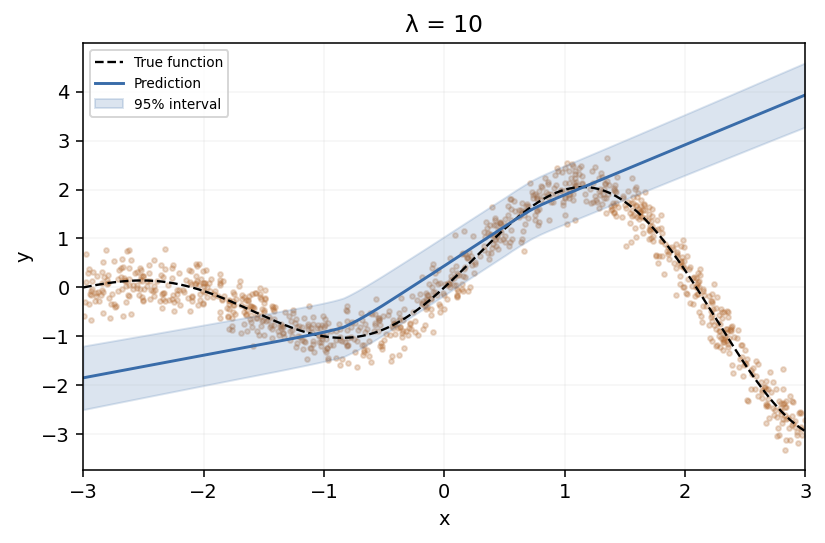 λ = 10
True function
Prediction
95% interval
y
4
3
2
1
0
−1
−2
−3
−3 −2 −1 0 1 2 3
x